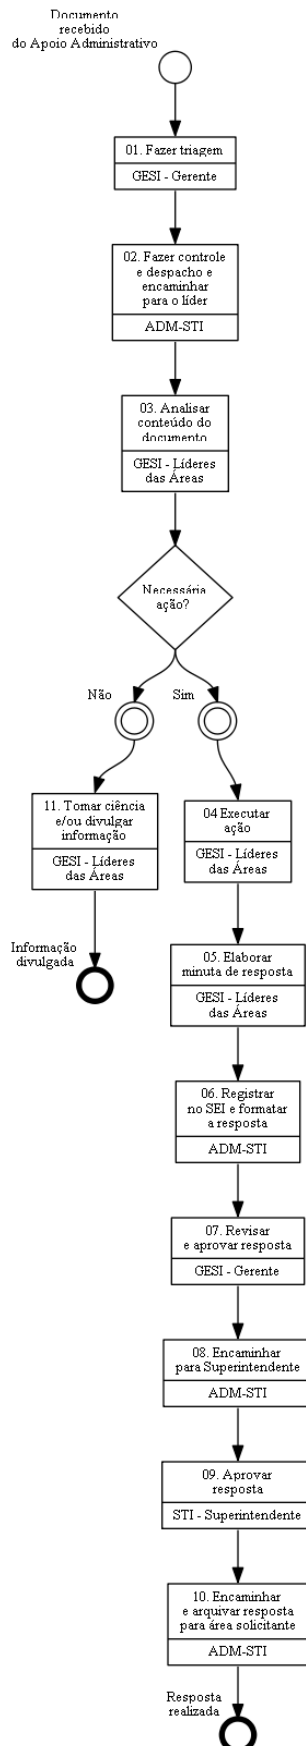 Documento
recebido
do Apoio Administrativo
01. Fazer triagem
GESI - Gerente
02. Fazer controle
e despacho e
encaminhar
para o líder
ADM-STI
03. Analisar
conteúdo do
documento
GESI - Líderes
das Áreas
Necessária
ação?
Não
Sim
11. Tomar ciência
e/ou divulgar
informação
GESI - Líderes
das Áreas
04 Executar
ação
GESI - Líderes
das Áreas
Informação
divulgada
05. Elaborar
minuta de resposta
GESI - Líderes
das Áreas
06. Registrar
no SEI e formatar
a resposta
ADM-STI
07. Revisar
e aprovar resposta
GESI - Gerente
08. Encaminhar
para Superintendente
ADM-STI
09. Aprovar
resposta
STI - Superintendente
10. Encaminhar
e arquivar resposta
para área solicitante
ADM-STI
Resposta
realizada